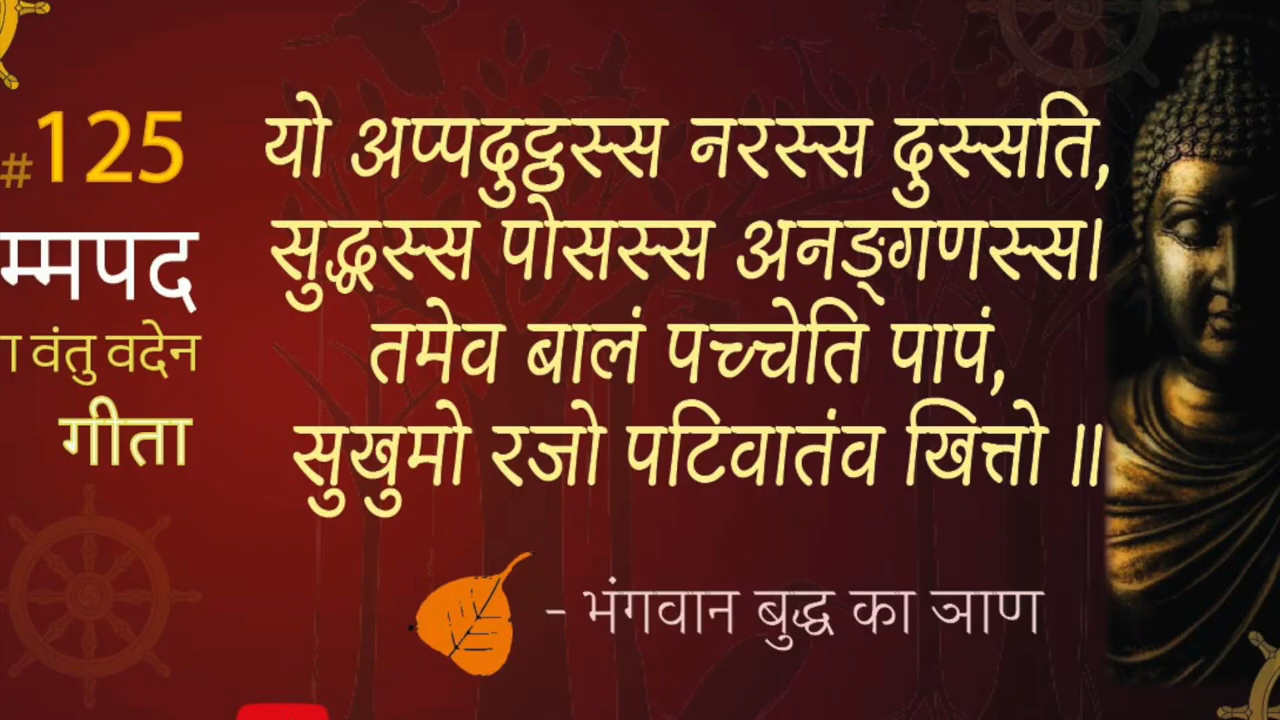 #125
म्मपद
ा वंतु वदेन
गीता
यो अप्पदुट्ठस्स नरस्स दुस्सति,
सुद्धस्स पोसस्स अनङ्गणस्स।
तमेव बालं पच्चेति पापं,
सुखुमो रजो पटिवातंव खित्तो ॥
- भंगवान बुद्ध का ञाण